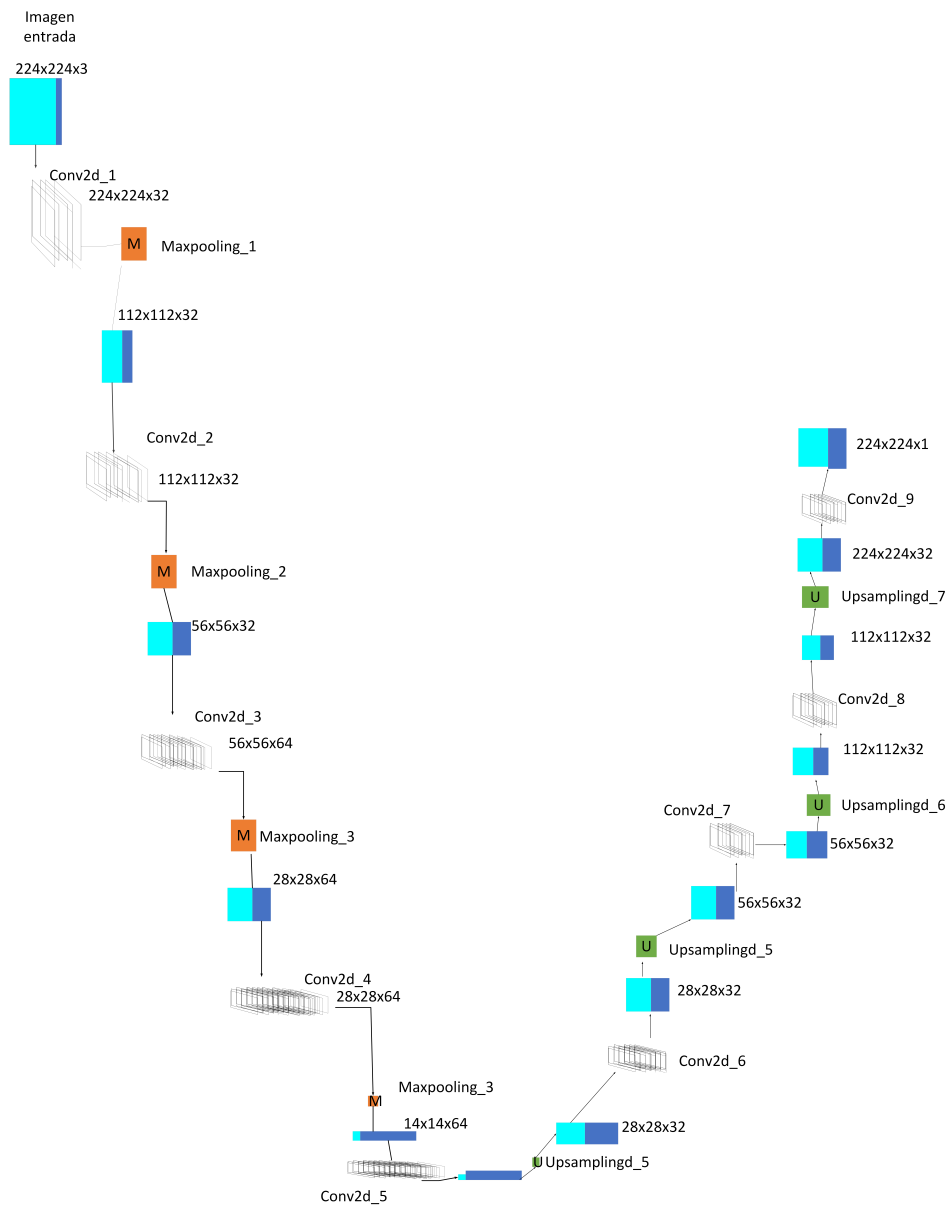 Imagen
entrada
224x224x3
Conv2d_1
224x224x32
M
Maxpooling_1
112x112x32
Conv2d_2
112x112x32
M
Maxpooling_2
56x56x32
Conv2d_3
56x56x64
M
Maxpooling_3
28x28x64
Conv2d_4
28x28x64
M
Maxpooling_3
14x14x64
Conv2d_5
U
Upsamplingd_5
28x28x32
Conv2d_6
28x28x32
U
Upsamplingd_5
56x56x32
Conv2d_7
56x56x32
U
Upsamplingd_6
112x112x32
Conv2d_8
112x112x32
U
Upsamplingd_7
224x224x32
Conv2d_9
224x224x1